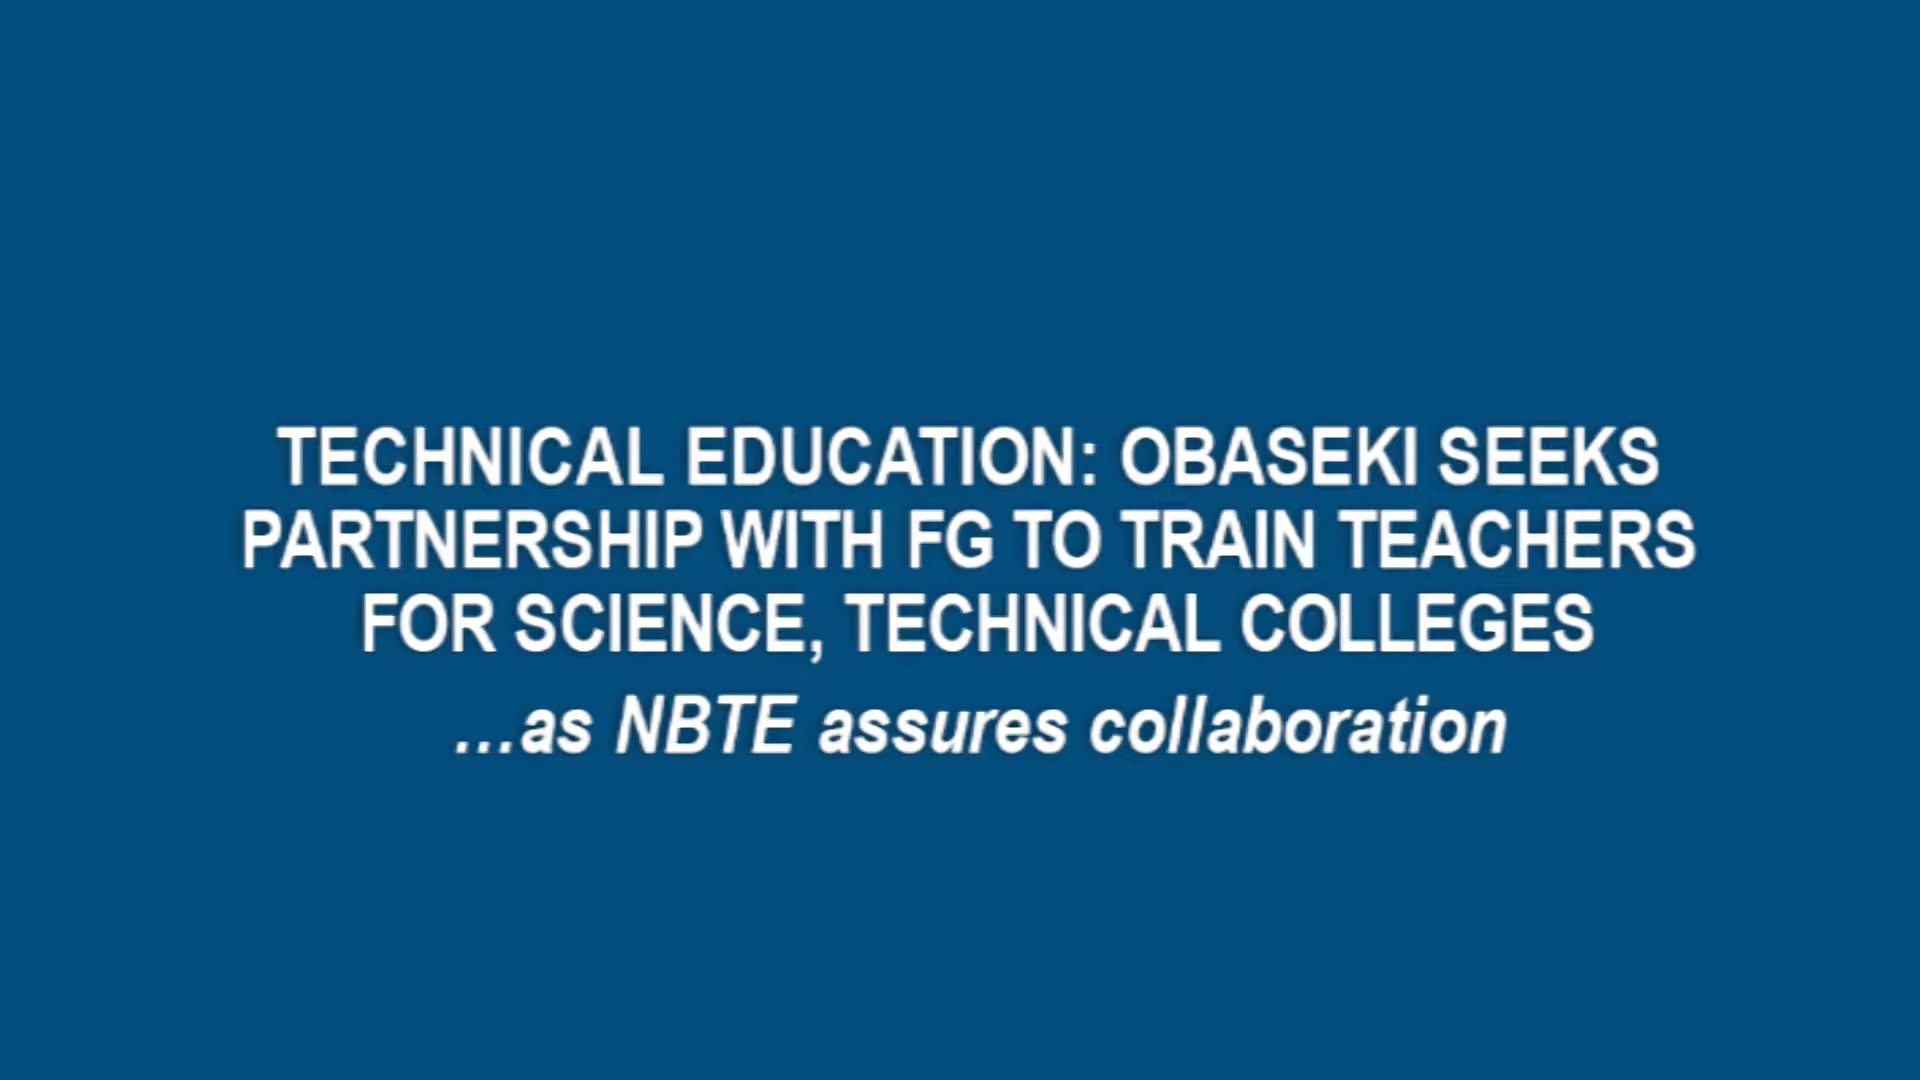 TECHNICAL EDUCATION: OBASEKI SEEKS
PARTNERSHIP WITH FG TO TRAIN TEACHERS
FOR SCIENCE, TECHNICAL COLLEGES
...as NBTE assures collaboration